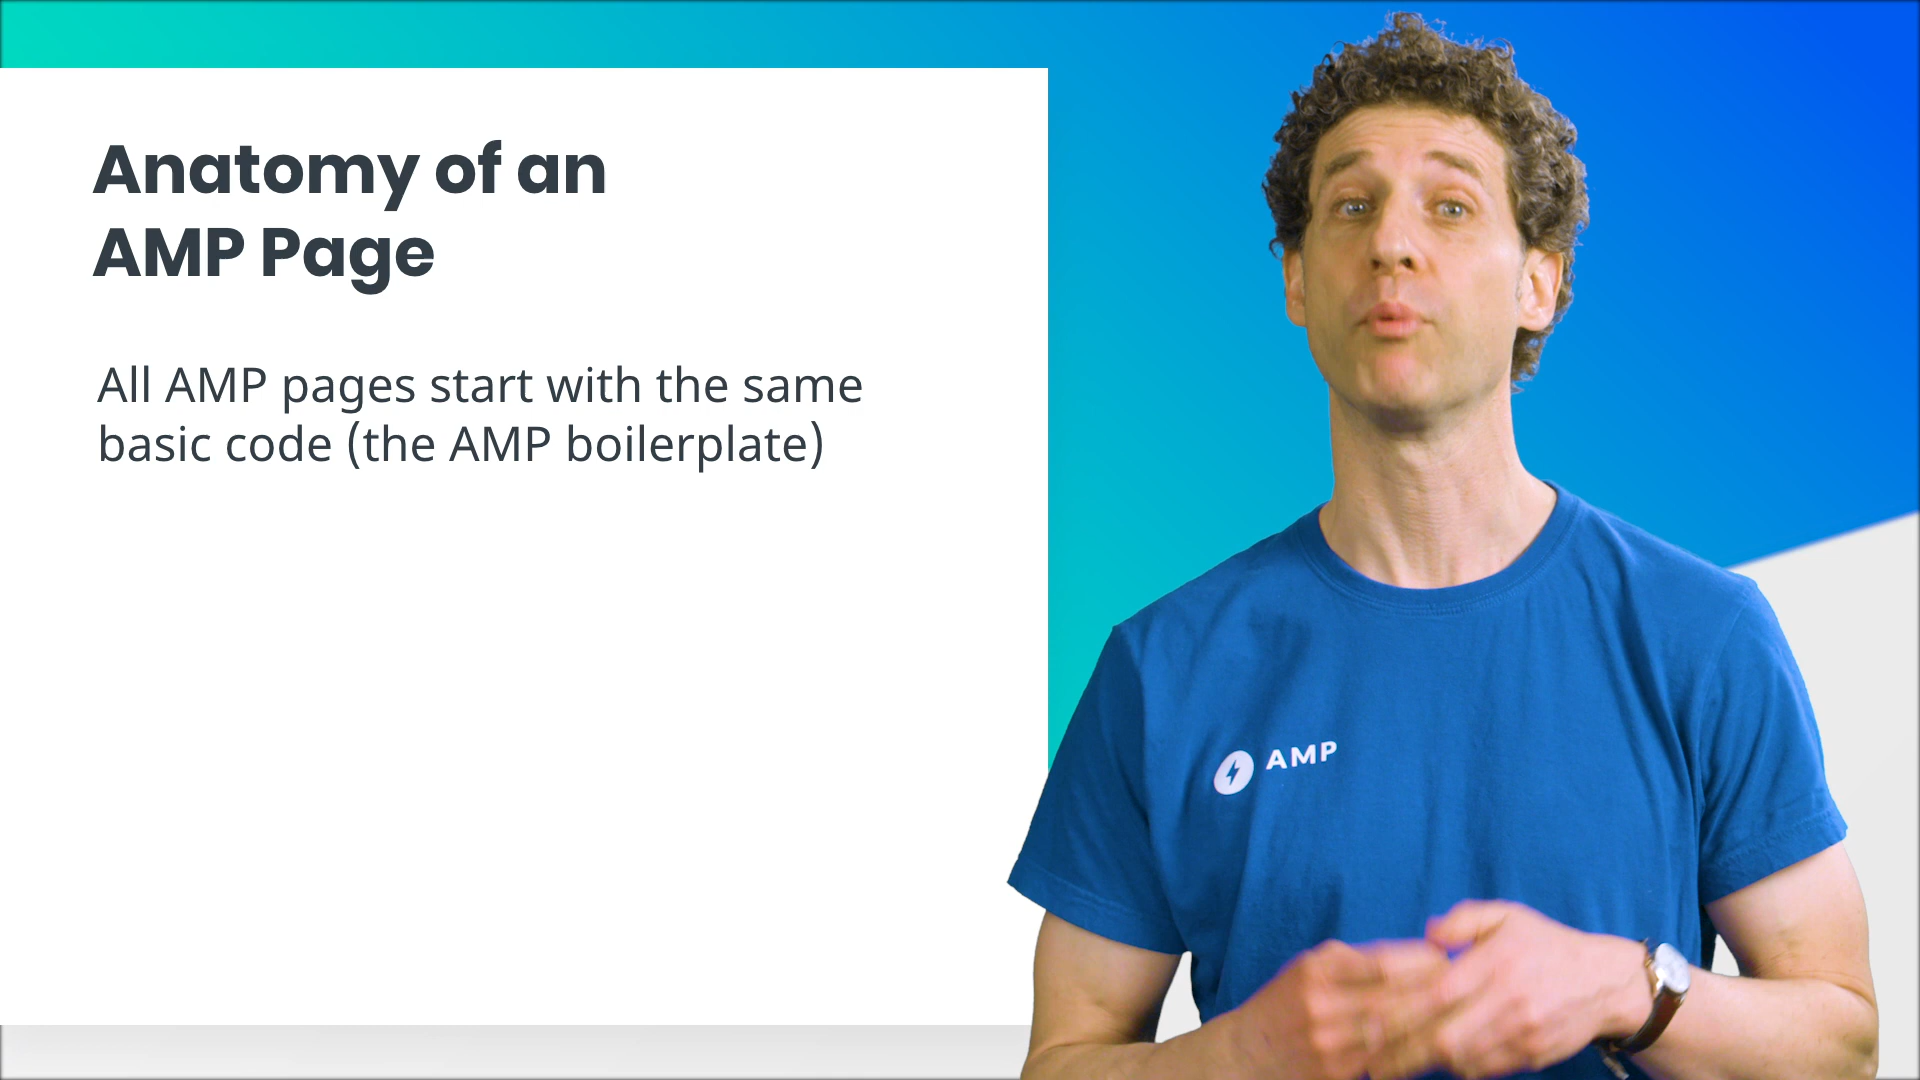 Anatomy of an
AMP Page
All AMP pages start with the same
basic code (the AMP boilerplate)
AMP